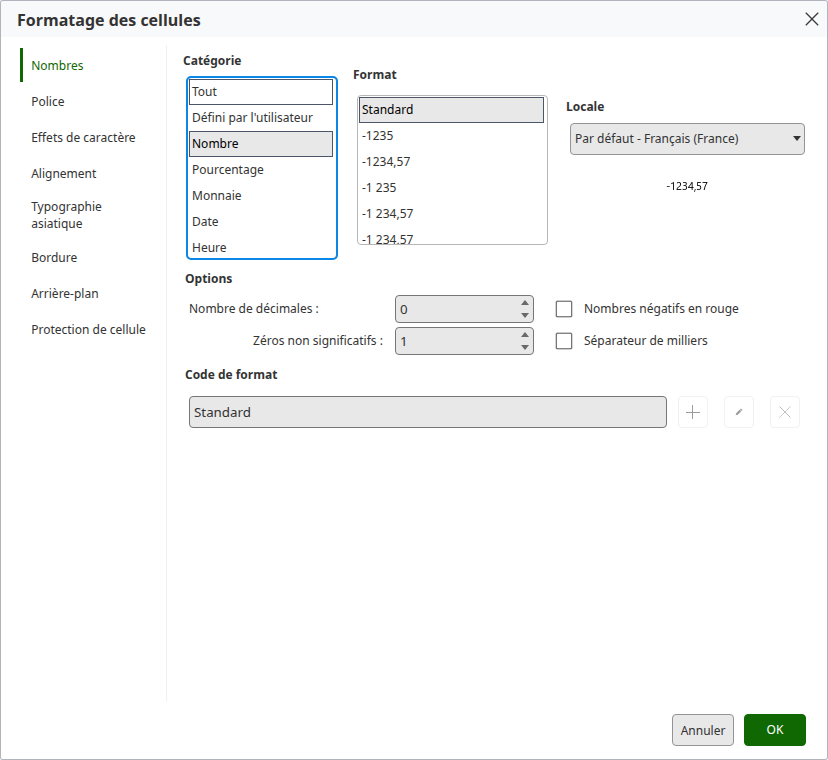 Formatage des cellules
Nombres
Police
Effets de caractère
Alignement
Typographie
asiatique
Bordure
Arrière-plan
Protection de cellule
Catégorie
Tout
Défini par l'utilisateur
Nombre
Pourcentage
Monnaie
Date
Heure
Format
Standard
-1235
-1234,57
-1 235
-1 234,57
-1 234,57
Locale
Par défaut - Français (France)
-1234,57
Options
Nombre de décimales :
0
Nombres négatifs en rouge
Zéros non significatifs :
1
Séparateur de milliers
Code de format
Standard
Annuler
OK